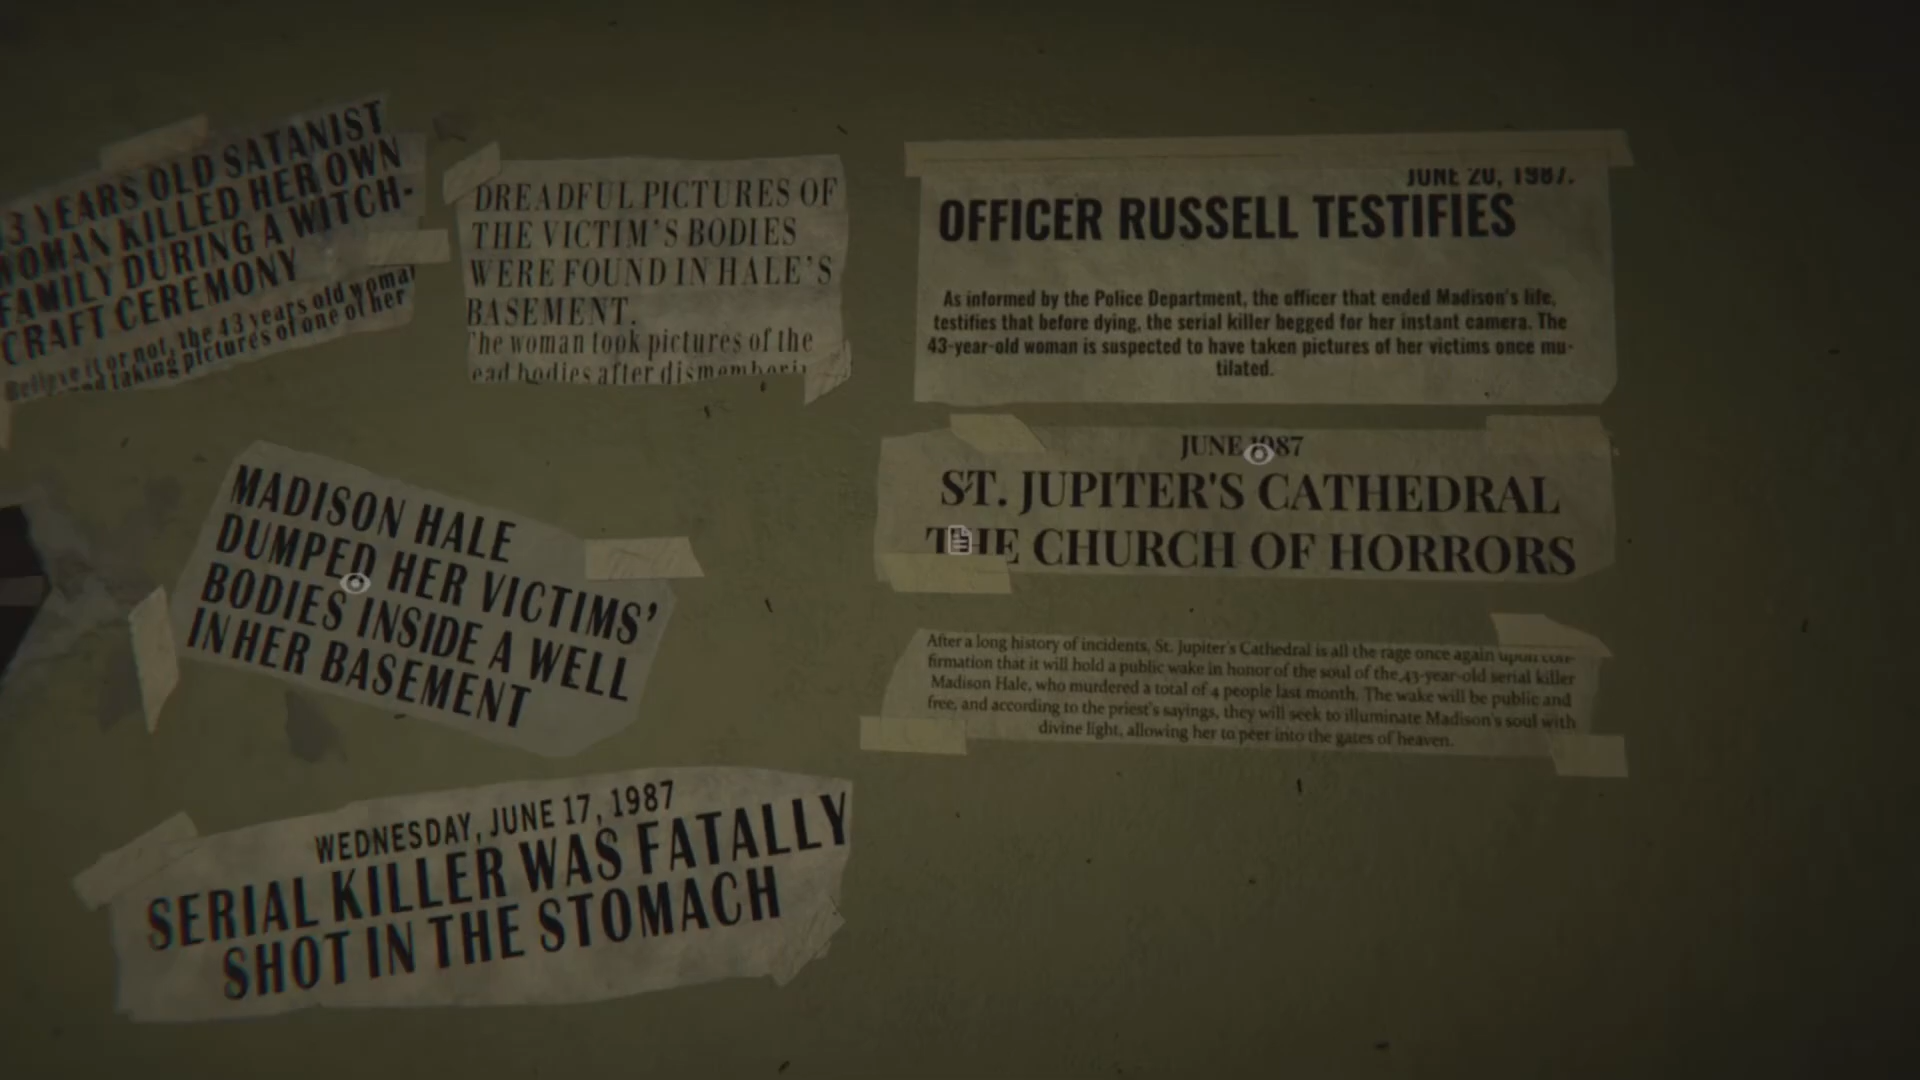 3 YEARS OLD SATANIST
WOMAN KILLED HER OWN
FAMILY DURING A WITCH-
CRAFT CEREMONY
Believe it or not, the 43 years old woman
and taking pictures of one of her
DREADFUL PICTURES OF
THE VICTIM'S BODIES
WERE FOUND IN HALE'S
BASEMENT.
The woman took pictures of the
ead bodies after dismemberi
MADISON HALE
DUMPED HER VICTIMS'
BODIES INSIDE A WELL
IN HER BASEMENT
WEDNESDAY, JUNE 17, 1987
SERIAL KILLER WAS FATALLY
SHOT IN THE STOMACH
JUNE 20, 1987.
OFFICER RUSSELL TESTIFIES
As informed by the Police Department, the officer that ended Madison's life,
testifies that before dying, the serial killer begged for her instant camera. The
43-year-old woman is suspected to have taken pictures of her victims once mu-
tilated.
JUNE 1987
ST. JUPITER'S CATHEDRAL
THE CHURCH OF HORRORS
After a long history of incidents, St. Jupiter's Cathedral is all the rage once again upon con-
firmation that it will hold a public wake in honor of the soul of the 43-year-old serial killer
Madison Hale, who murdered a total of 4 people last month. The wake will be public and
free, and according to the priest's sayings, they will seek to illuminate Madison's soul with
divine light, allowing her to peer into the gates of heaven.